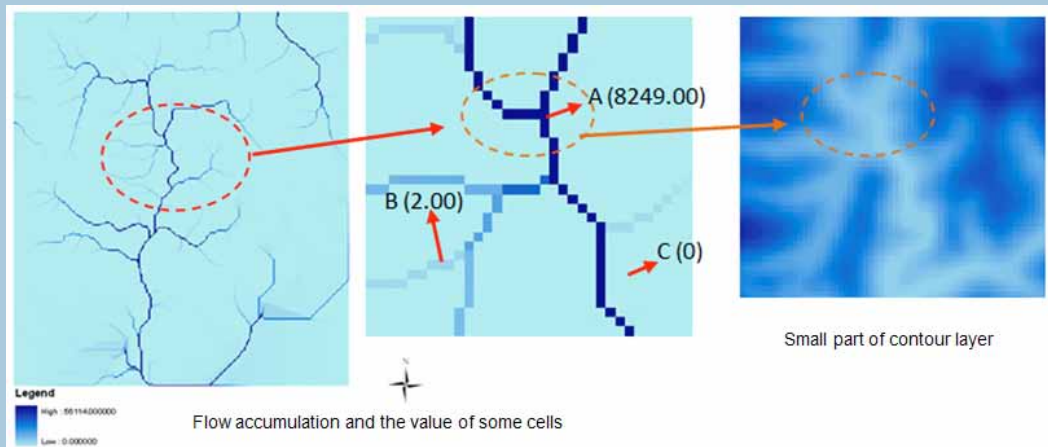 A (8249.00)
B (2.00)
C (0)
Small part of contour layer
Legend
High : 56114.000000
Low : 0.000000
N
Flow accumulation and the value of some cells